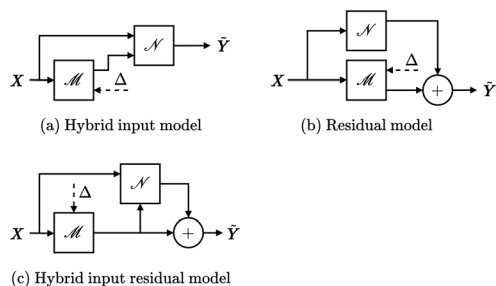 𝒩
X
ℳ
Δ
Ỹ
(a) Hybrid input model
𝒩
X
ℳ
Δ
+
Ỹ
(b) Residual model
𝒩
Δ
X
ℳ
+
Ỹ
(c) Hybrid input residual model